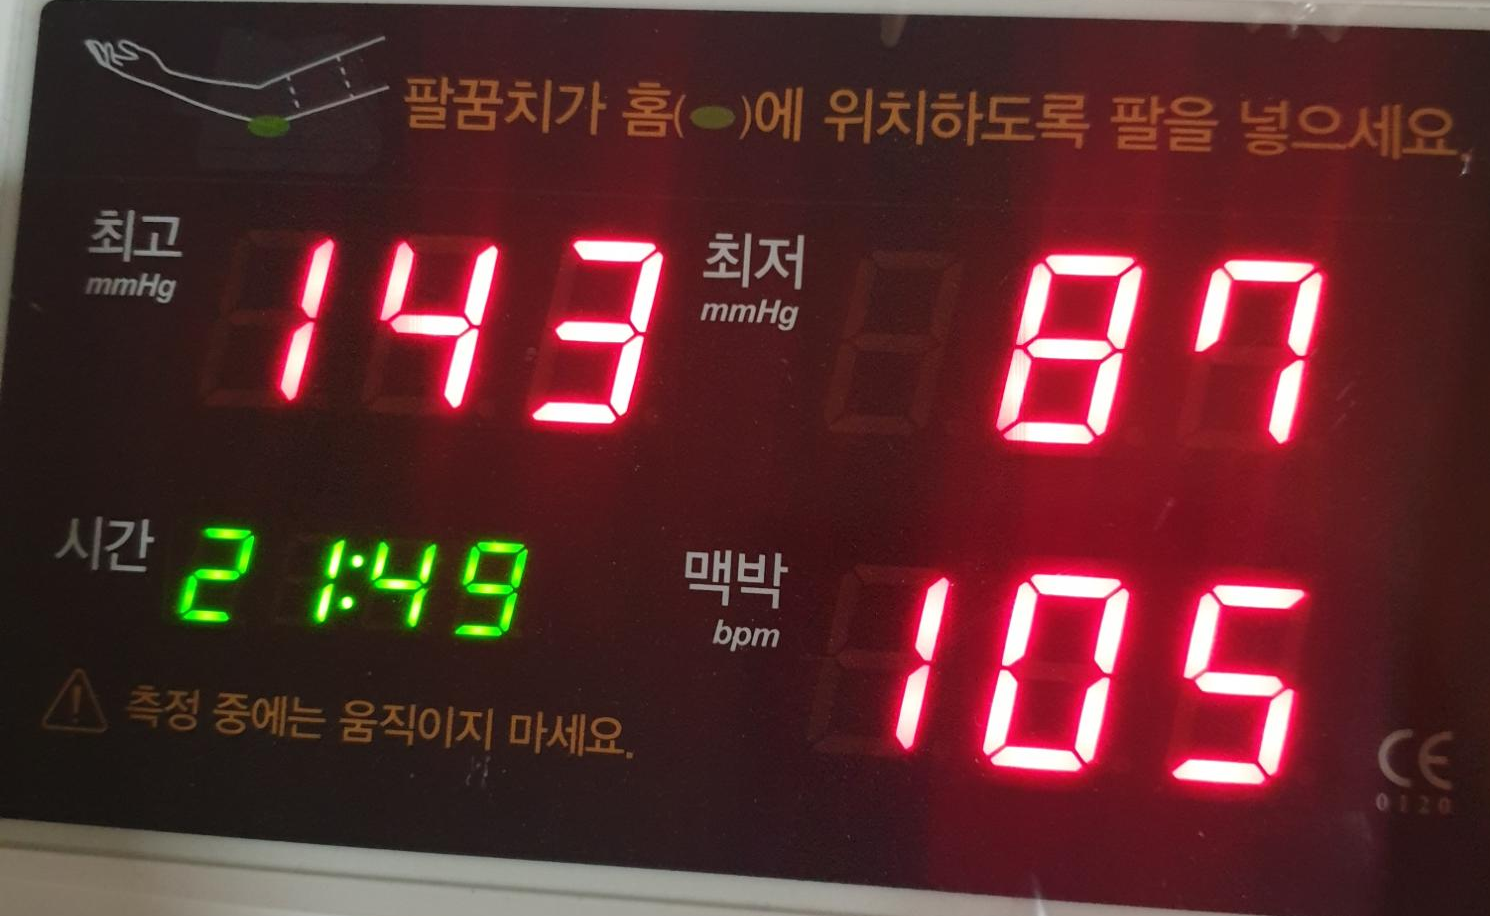 팔꿈치가 홈( )에 위치하도록 팔을 넣으세요.
최고 143 최저 87
mmHg mmHg
시간 21:49 맥박 105
bpm
측정 중에는 움직이지 마세요.
CE
0120